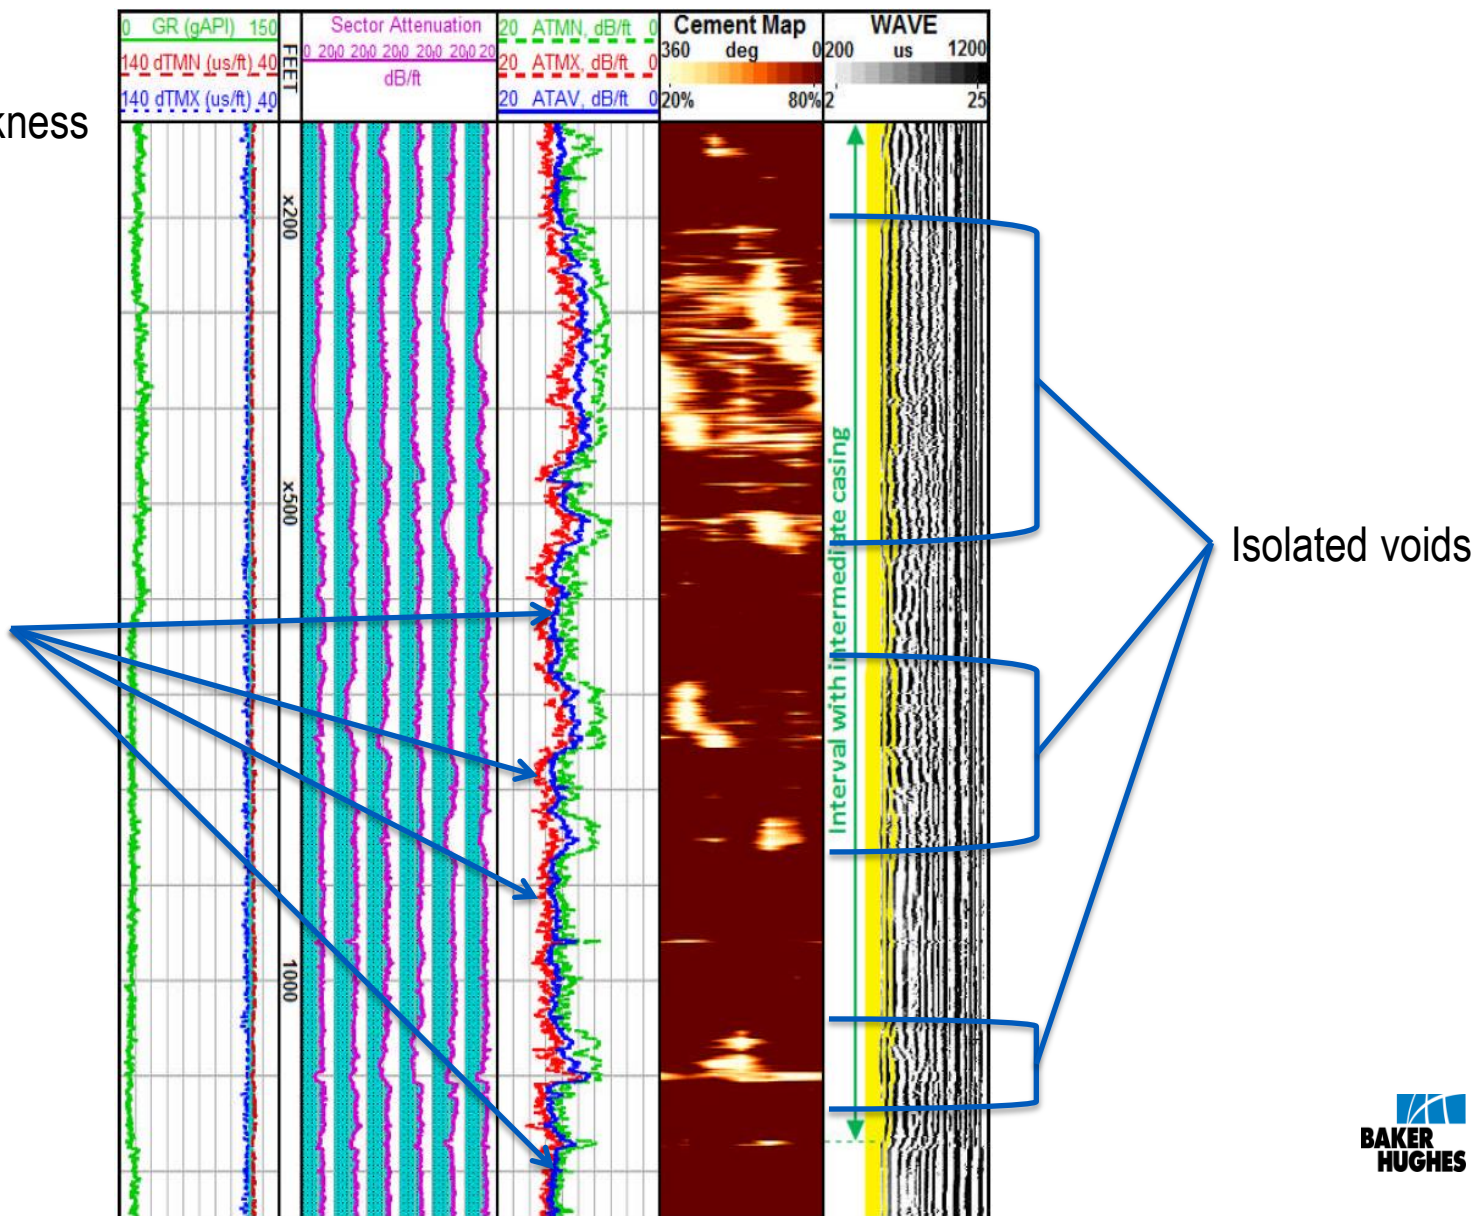 kness
0 GR (gAPI) 150
140 dTMN (us/ft) 40
140 dTMX (us/ft) 40
FEET
Sector Attenuation
0 20,0 20,0 20,0 20,0 20,0 20
dB/ft
20 ATMN, dB/ft 0
20 ATMX, dB/ft 0
20 ATAV, dB/ft 0
Cement Map
360 deg 0
20% 80%
WAVE
200 us 1200
2 25
x200
x500
1000
Interval with intermediate casing
Isolated voids
BAKER
HUGHES